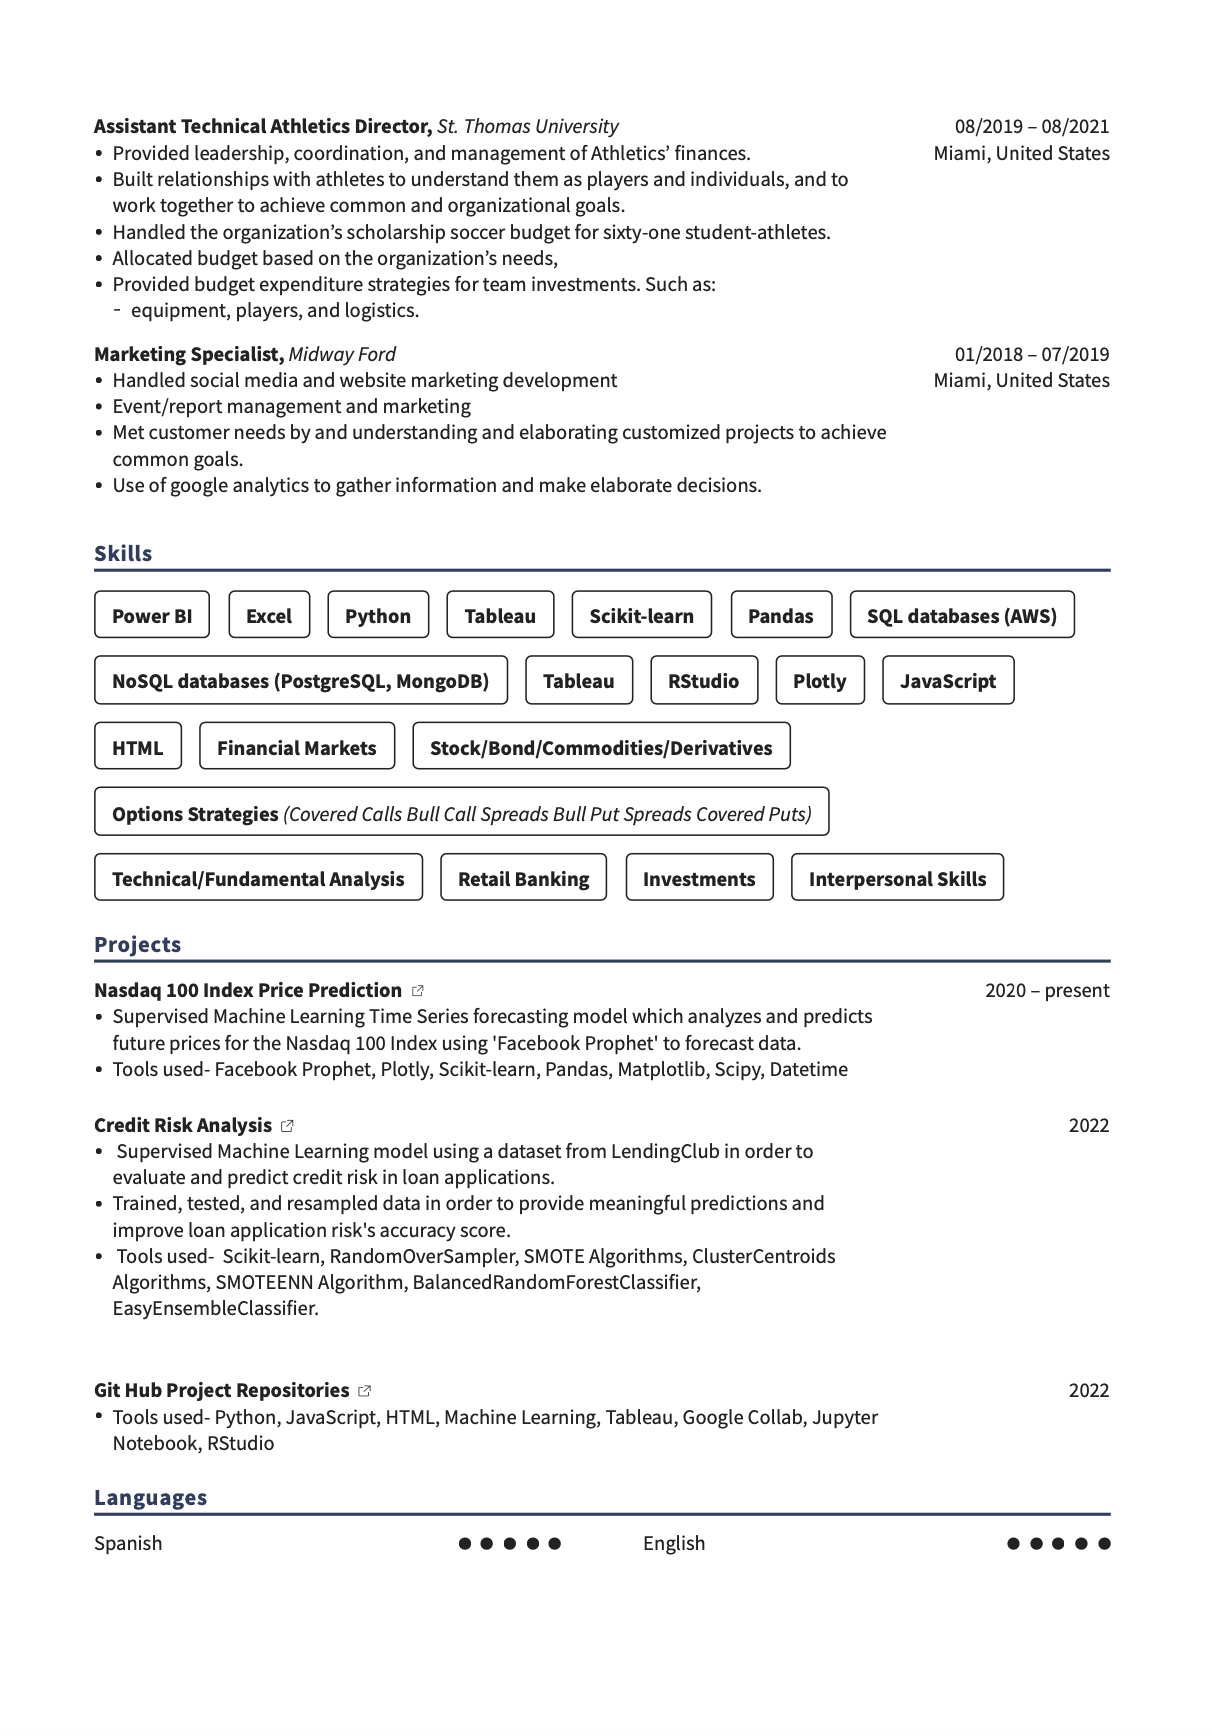 Assistant Technical Athletics Director, St. Thomas University 08/2019 – 08/2021
• Provided leadership, coordination, and management of Athletics’ finances. Miami, United States
• Built relationships with athletes to understand them as players and individuals, and to
work together to achieve common and organizational goals.
• Handled the organization’s scholarship soccer budget for sixty-one student-athletes.
• Allocated budget based on the organization’s needs,
• Provided budget expenditure strategies for team investments. Such as:
- equipment, players, and logistics.
Marketing Specialist, Midway Ford 01/2018 – 07/2019
• Handled social media and website marketing development Miami, United States
• Event/report management and marketing
• Met customer needs by and understanding and elaborating customized projects to achieve
common goals.
• Use of google analytics to gather information and make elaborate decisions.
Skills
Power BI Excel Python Tableau Scikit-learn Pandas SQL databases (AWS)
NoSQL databases (PostgreSQL, MongoDB) Tableau RStudio Plotly JavaScript
HTML Financial Markets Stock/Bond/Commodities/Derivatives
Options Strategies (Covered Calls Bull Call Spreads Bull Put Spreads Covered Puts)
Technical/Fundamental Analysis Retail Banking Investments Interpersonal Skills
Projects
Nasdaq 100 Index Price Prediction 2020 – present
• Supervised Machine Learning Time Series forecasting model which analyzes and predicts
future prices for the Nasdaq 100 Index using 'Facebook Prophet' to forecast data.
• Tools used- Facebook Prophet, Plotly, Scikit-learn, Pandas, Matplotlib, Scipy, Datetime
Credit Risk Analysis 2022
• Supervised Machine Learning model using a dataset from LendingClub in order to
evaluate and predict credit risk in loan applications.
• Trained, tested, and resampled data in order to provide meaningful predictions and
improve loan application risk's accuracy score.
• Tools used- Scikit-learn, RandomOverSampler, SMOTE Algorithms, ClusterCentroids
Algorithms, SMOTEENN Algorithm, BalancedRandomForestClassifier,
EasyEnsembleClassifier.
Git Hub Project Repositories 2022
• Tools used- Python, JavaScript, HTML, Machine Learning, Tableau, Google Collab, Jupyter
Notebook, RStudio
Languages
Spanish English